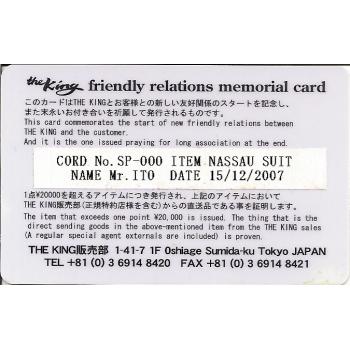 the King friendly relations memorial card
このカードはTHE KINGとお客様との新しい友好関係のスタートを記念し、
また末永いお付き合いを祈願して発行されるものです。
This card commemorates the start of new friendly relations between
THE KING and the customer.
And it is the one issued praying for long association at the end.
CORD No.SP-000 ITEM NASSAU SUIT
NAME Mr.ITO DATE 15/12/2007
1点¥20000を超えるアイテムにつき発行され、上記のアイテムにおいて
THE KING販売部(正規特約店様を含む)からの直送品である事を証明します。
The item that exceeds one point ¥20,000 is issued. The thing that is the
direct sending goods in the above-mentioned item from the THE KING sales
(A regular special agent externals are included) is proven.
THE KING販売部 1-41-7 1F Oshiage Sumida-ku Tokyo JAPAN
TEL +81 (0) 3 6914 8420 FAX +81 (0) 3 6914 8421